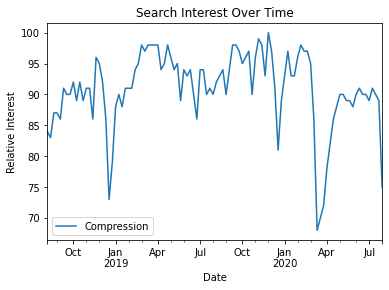 Search Interest Over Time
Relative Interest
100
95
90
85
80
75
70
Compression
Oct
Jan
2019
Apr
Jul
Oct
Jan
2020
Apr
Jul
Date